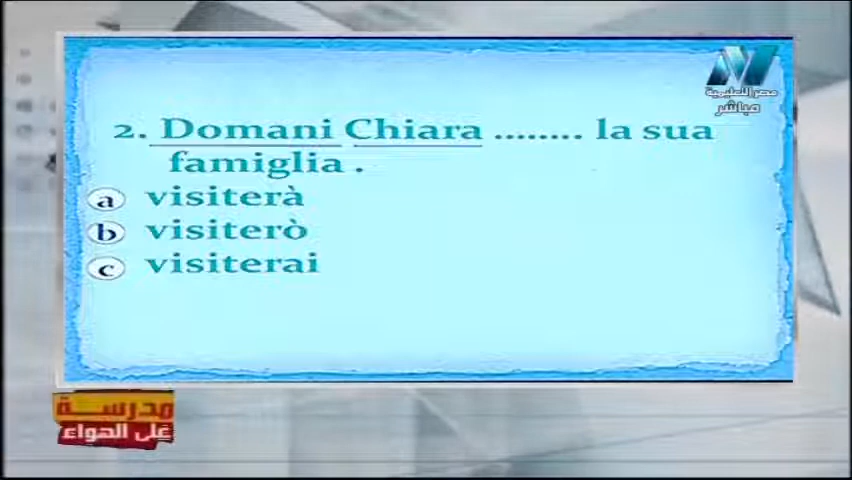 مصر التعليمية
مباشر
2. Domani Chiara ........ la sua
famiglia .
a visiterà
b visiterò
c visiterai
مدرسة
على الهواء